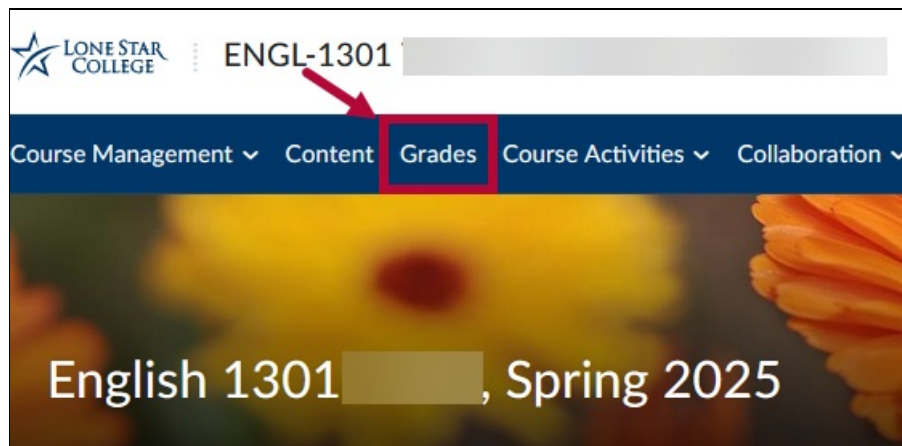 LONE STAR
COLLEGE
ENGL-1301
Course Management Content Grades Course Activities Collaboration
English 1301 , Spring 2025